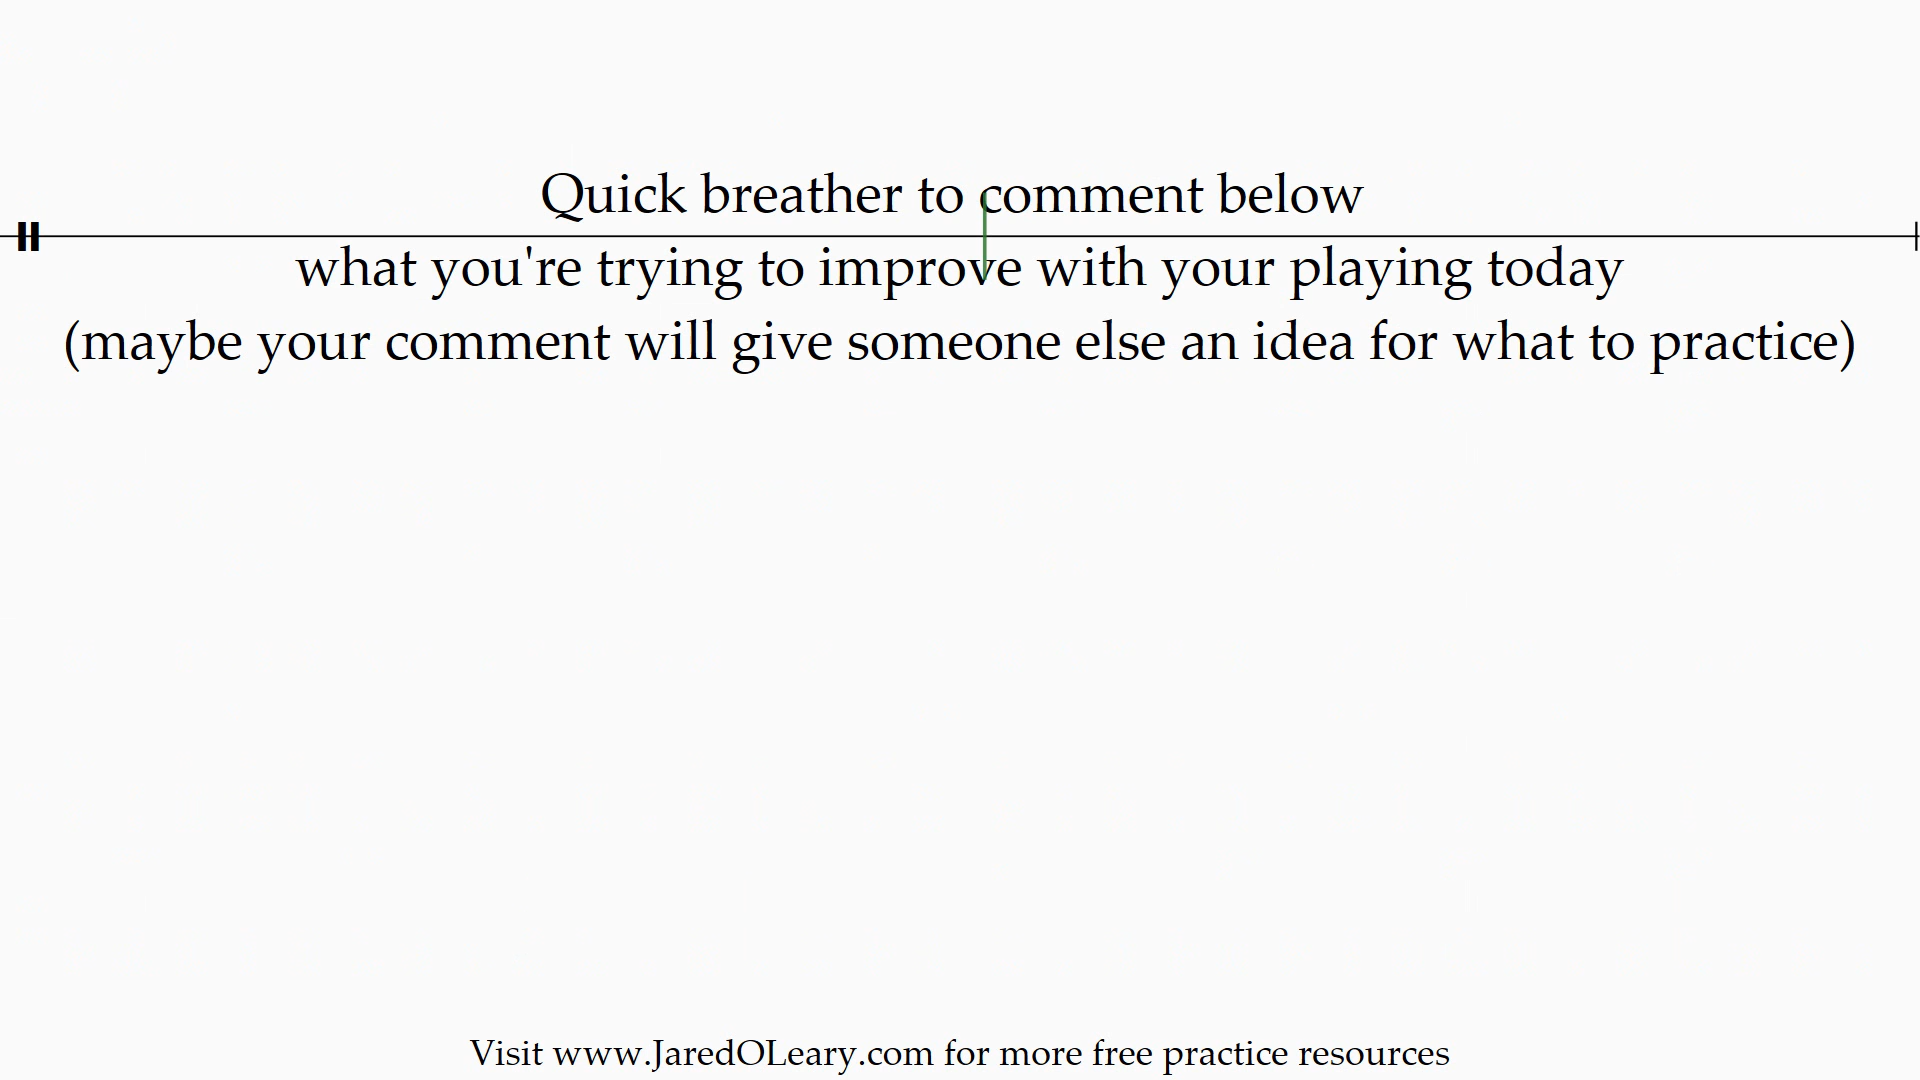 Quick breather to comment below
what you're trying to improve with your playing today
(maybe your comment will give someone else an idea for what to practice)
Visit www.JaredOLeary.com for more free practice resources